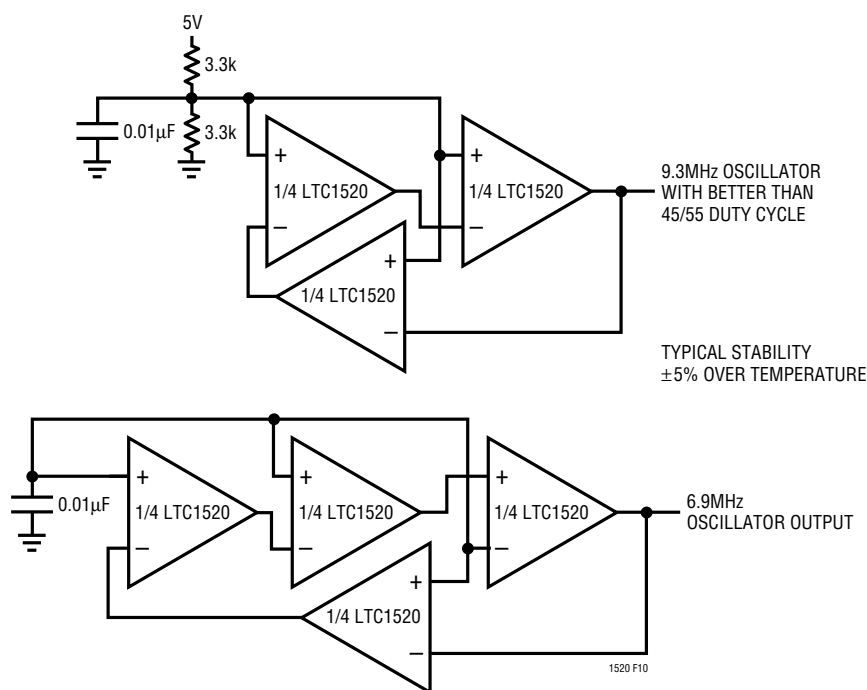 5V
3.3k
0.01µF
3.3k
+
1/4 LTC1520
−
+
1/4 LTC1520
−
+
1/4 LTC1520
−
9.3MHz OSCILLATOR
WITH BETTER THAN
45/55 DUTY CYCLE
TYPICAL STABILITY
±5% OVER TEMPERATURE
0.01µF
+
1/4 LTC1520
−
+
1/4 LTC1520
−
+
1/4 LTC1520
−
+
1/4 LTC1520
−
6.9MHz
OSCILLATOR OUTPUT
1520 F10